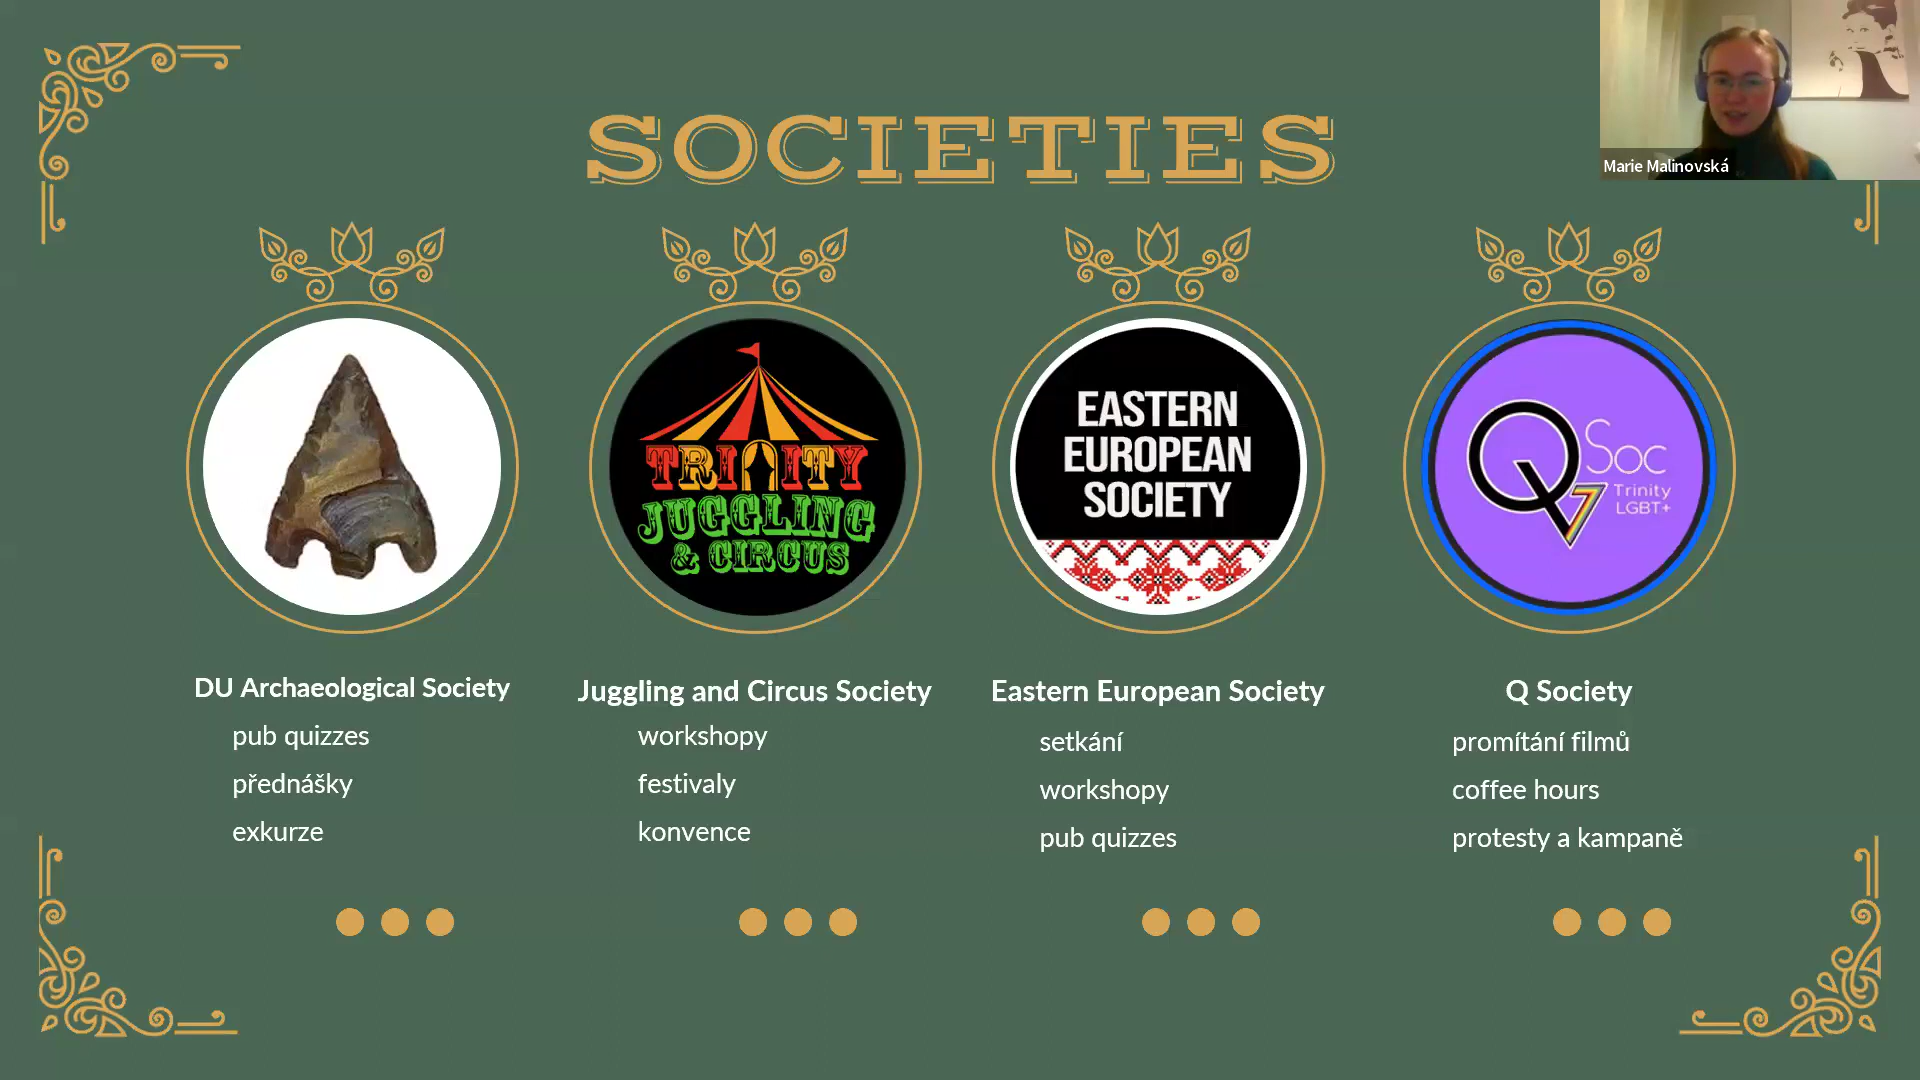 SOCIETIES
Marie Malinovská
TRINITY
JUGGLING
& CIRCUS
EASTERN
EUROPEAN
SOCIETY
Q Soc
Trinity
LGBT+
DU Archaeological Society
pub quizzes
přednášky
exkurze
Juggling and Circus Society
workshopy
festivaly
konvence
Eastern European Society
setkání
workshopy
pub quizzes
Q Society
promítání filmů
coffee hours
protesty a kampaně